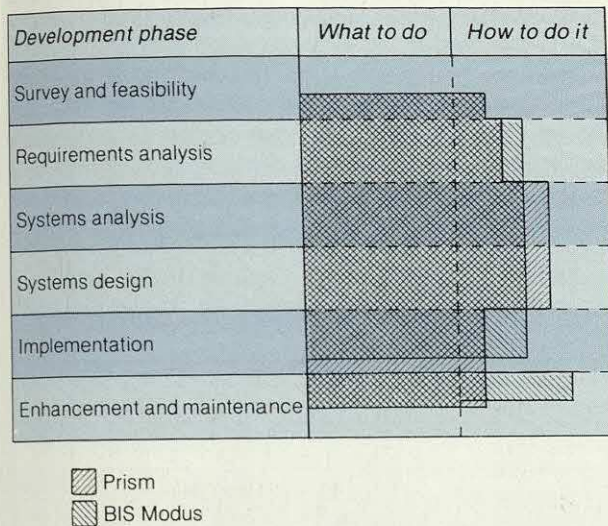 Development phase
What to do
How to do it
Survey and feasibility
Requirements analysis
Systems analysis
Systems design
Implementation
Enhancement and maintenance
Prism
BIS Modus